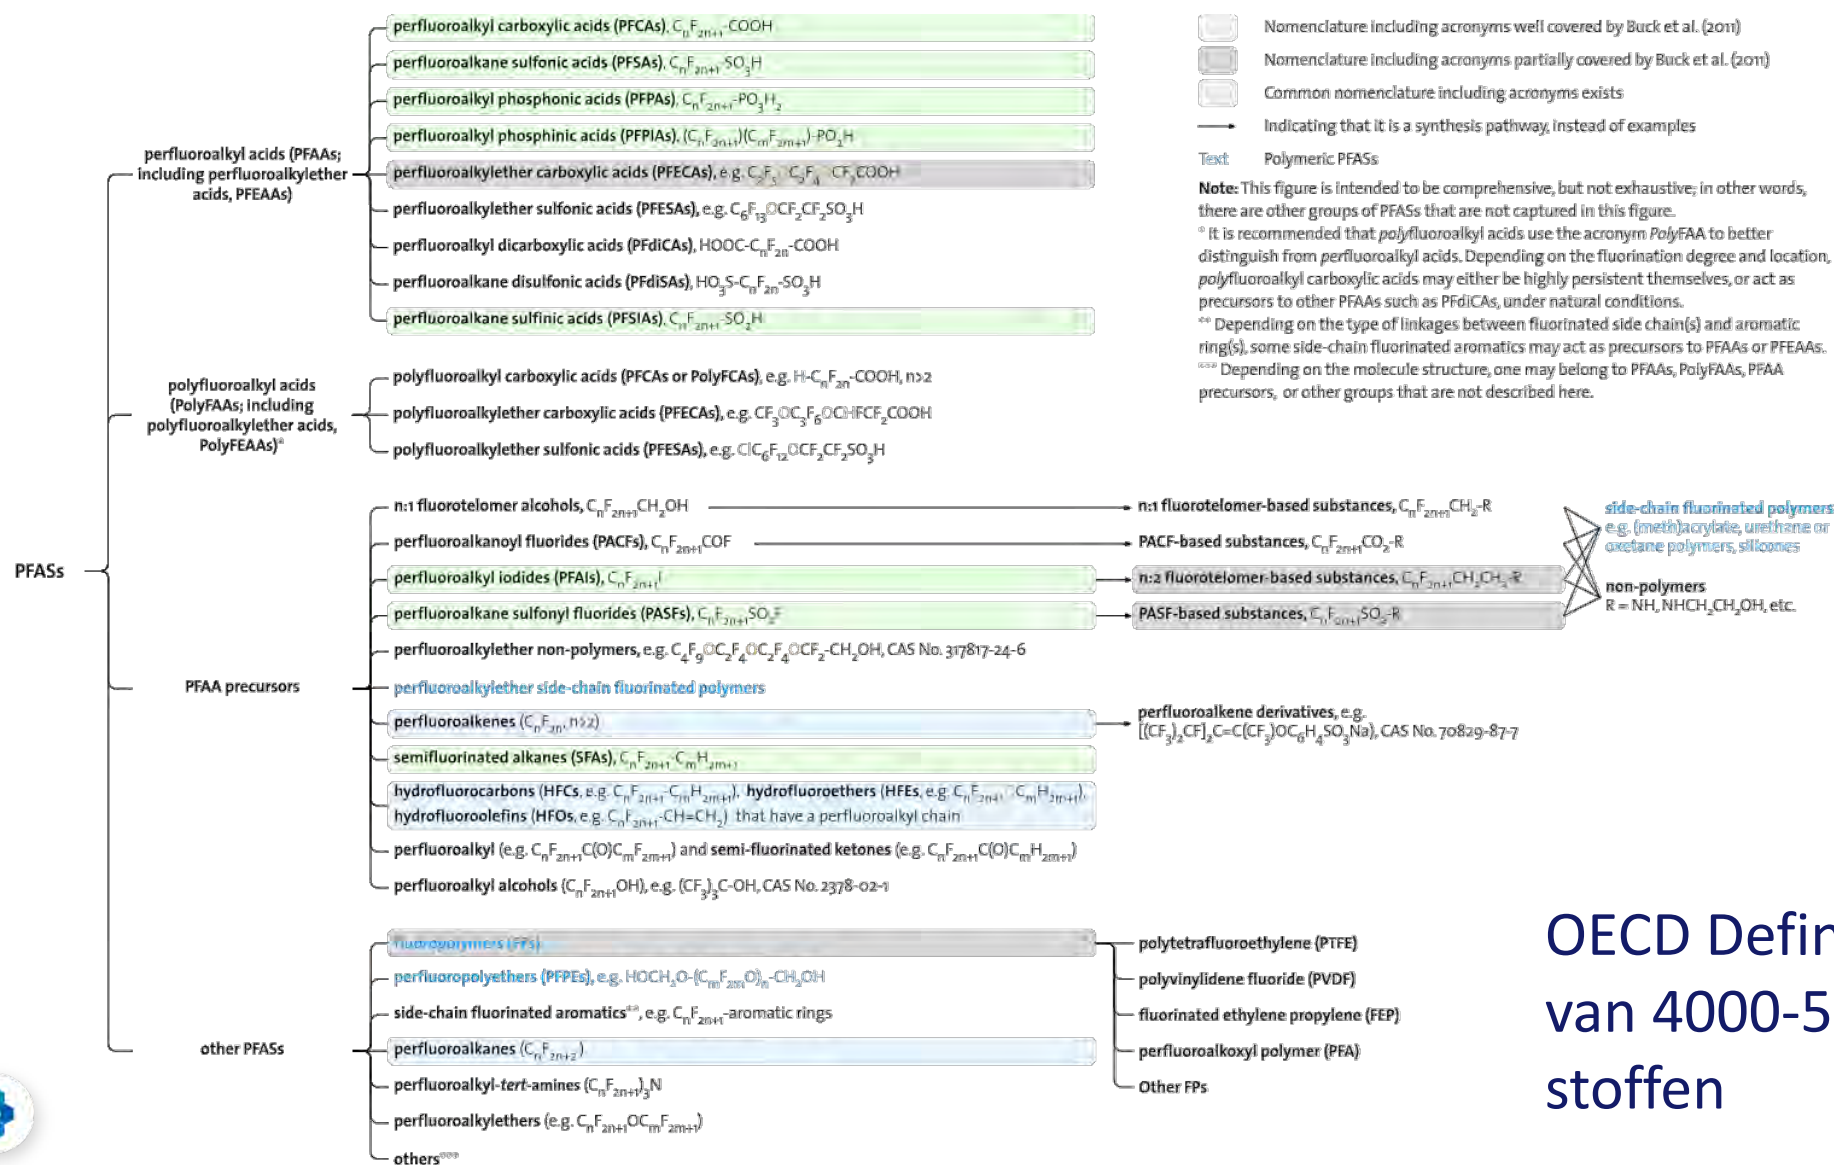 perfluoroalkyl carboxylic acids (PFCAs), CnF2n+1-COOH
perfluoroalkane sulfonic acids (PFSAs), CnF2n+1-SO3H
perfluoroalkyl phosphonic acids (PFPAs), CnF2n+1-PO3H2
perfluoroalkyl phosphinic acids (PFPIAs), (CnF2n+1)(CmF2m+1)-PO2H
perfluoroalkyl acids (PFAAs;
including perfluoroalkylether
acids, PFEAAs)
perfluoroalkylether carboxylic acids (PFECAs), e.g. C2F5OC2F4OCF2COOH
perfluoroalkylether sulfonic acids (PFESAs), e.g. C6F13OCF2CF2SO3H
perfluoroalkyl dicarboxylic acids (PFdiCAs), HOOC-CnF2n-COOH
perfluoroalkane disulfonic acids (PFdiSAs), HO3S-CnF2n-SO3H
perfluoroalkane sulfinic acids (PFSIAs), CnF2n+1-SO2H
polyfluoroalkyl acids
(PolyFAAs; including
polyfluoroalkylether acids,
PolyFEAAs)*
polyfluoroalkyl carboxylic acids (PFCAs or PolyFCAs), e.g. H-CnF2n-COOH, n>2
polyfluoroalkylether carboxylic acids (PFECAs), e.g. CF3OC3F6OCHFCF2COOH
polyfluoroalkylether sulfonic acids (PFESAs), e.g. ClC6F12OCF2CF2SO3H
PFASs
PFAA precursors
n:1 fluorotelomer alcohols, CnF2n+1CH2OH
n:1 fluorotelomer-based substances, CnF2n+1CH2-R
perfluoroalkanoyl fluorides (PACFs), CnF2n+1COF
PACF-based substances, CnF2n+1CO2-R
perfluoroalkyl iodides (PFAIs), CnF2n+1I
n:2 fluorotelomer-based substances, CnF2n+1CH2CH2-R
perfluoroalkane sulfonyl fluorides (PASFs), CnF2n+1SO2F
PASF-based substances, CnF2n+1SO2-R
side-chain fluorinated polymers
e.g. (meth)acrylate, urethane or
oxetane polymers, silicones
non-polymers
R = NH, NHCH2CH2OH, etc.
perfluoroalkylether non-polymers, e.g. C4F9OC2F4OC2F4OCF2-CH2OH, CAS No. 317817-24-6
perfluoroalkylether side-chain fluorinated polymers
perfluoroalkenes (CnF2n, n>2)
perfluoroalkene derivatives, e.g.
[(CF3)2CF]2C=C(CF3)OC6H4SO3Na), CAS No. 70829-87-7
semifluorinated alkanes (SFAs), CnF2n+1-CmH2m+1
hydrofluorocarbons (HFCs, e.g. CnF2n+1-CmH2m+1), hydrofluoroethers (HFEs, e.g. CnF2n+1OCmH2m+1),
hydrofluoroolefins (HFOs, e.g. CnF2n+1-CH=CH2) that have a perfluoroalkyl chain
perfluoroalkyl (e.g. CnF2n+1C(O)CmF2m+1) and semi-fluorinated ketones (e.g. CnF2n+1C(O)CmH2m+1)
perfluoroalkyl alcohols (CnF2n+1OH), e.g. (CF3)3C-OH, CAS No. 2378-02-1
other PFASs
fluoropolymers (FPs)
perfluoropolyethers (PFPEs), e.g. HOCH2O-(CmF2mO)n-CH2OH
side-chain fluorinated aromatics**, e.g. CnF2n+1-aromatic rings
perfluoroalkanes (CnF2n+2)
perfluoroalkyl-tert-amines (CnF2n+1)3N
perfluoroalkylethers (e.g. CnF2n+1OCmF2m+1)
others***
polytetrafluoroethylene (PTFE)
polyvinylidene fluoride (PVDF)
fluorinated ethylene propylene (FEP)
perfluoroalkoxyl polymer (PFA)
Other FPs
Nomenclature including acronyms well covered by Buck et al. (2011)
Nomenclature including acronyms partially covered by Buck et al. (2011)
Common nomenclature including acronyms exists
Indicating that it is a synthesis pathway, instead of examples
Text Polymeric PFASs
Note: This figure is intended to be comprehensive, but not exhaustive; in other words,
there are other groups of PFASs that are not captured in this figure.
* It is recommended that polyfluoroalkyl acids use the acronym PolyFAA to better
distinguish from perfluoroalkyl acids. Depending on the fluorination degree and location,
polyfluoroalkyl carboxylic acids may either be highly persistent themselves, or act as
precursors to other PFAAs such as PFdiCAs, under natural conditions.
** Depending on the type of linkages between fluorinated side chain(s) and aromatic
ring(s), some side-chain fluorinated aromatics may act as precursors to PFAAs or PFEAAs.
*** Depending on the molecule structure, one may belong to PFAAs, PolyFAAs, PFAA
precursors, or other groups that are not described here.
OECD Defin
van 4000-5
stoffen